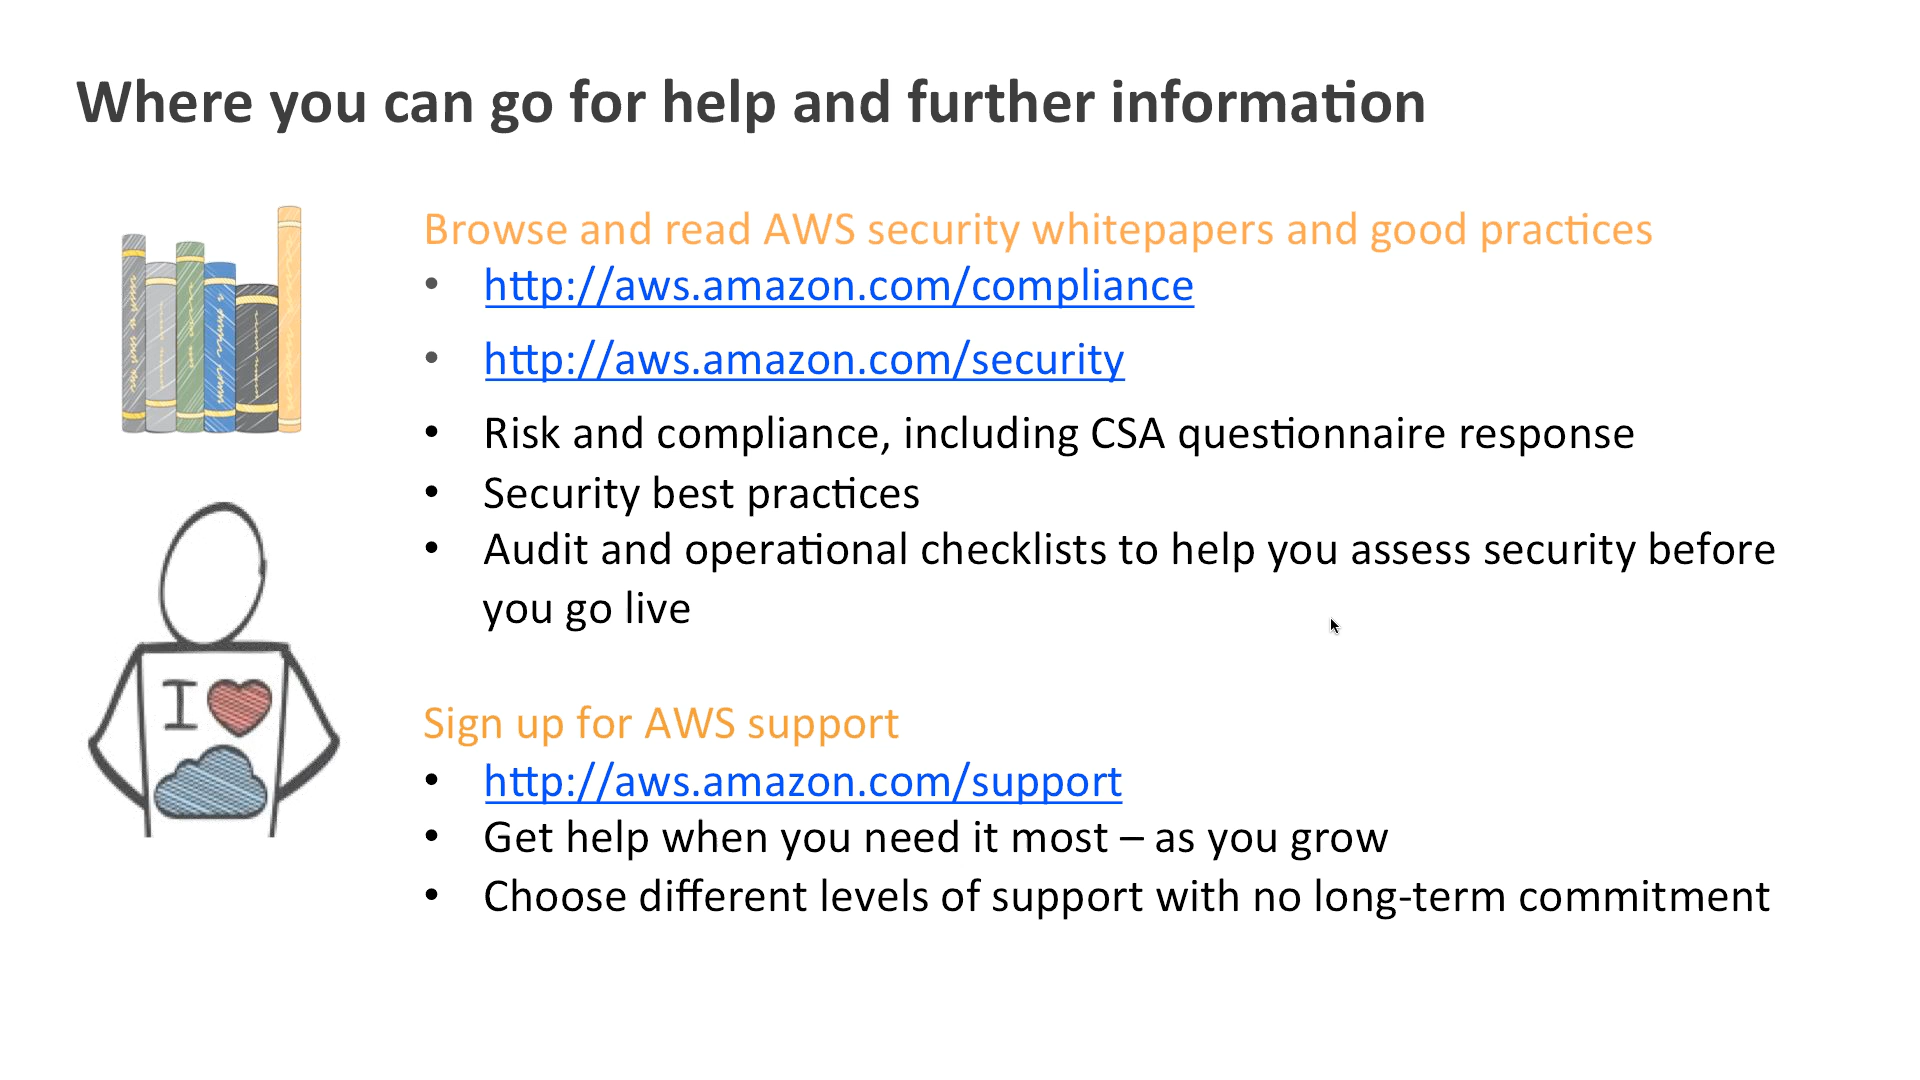 Where you can go for help and further information
Browse and read AWS security whitepapers and good practices
• http://aws.amazon.com/compliance
• http://aws.amazon.com/security
• Risk and compliance, including CSA questionnaire response
• Security best practices
• Audit and operational checklists to help you assess security before
you go live
I
Sign up for AWS support
• http://aws.amazon.com/support
• Get help when you need it most – as you grow
• Choose different levels of support with no long-term commitment